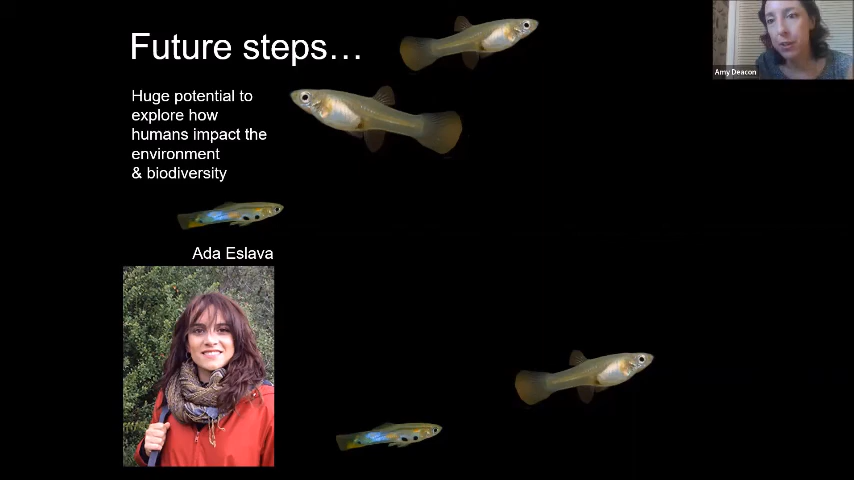 Future steps...
Huge potential to
explore how
humans impact the
environment
& biodiversity
Ada Eslava
Amy Deacon